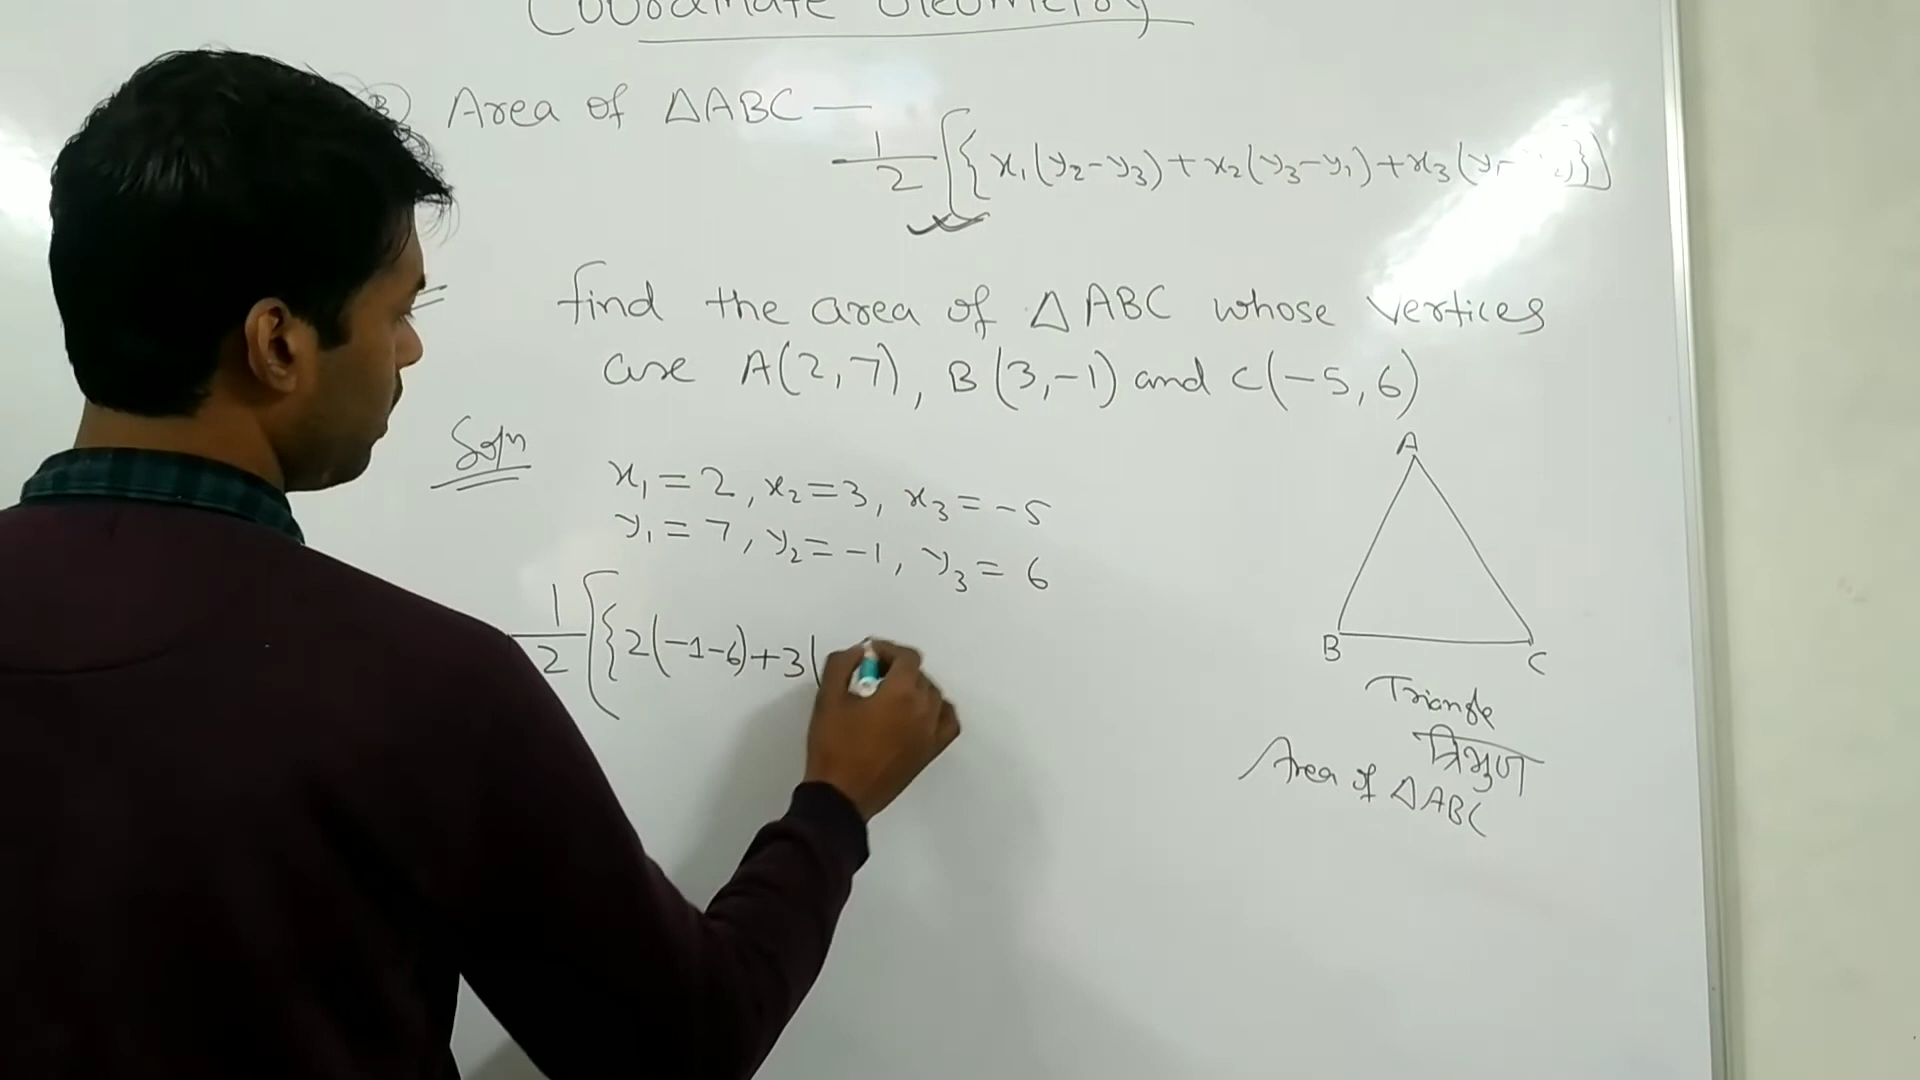 Coordinate Geometry
Area of △ABC —
1/2 [{x₁(y₂-y₃)+x₂(y₃-y₁)+x₃(y₁
find the area of △ABC whose vertices
are A(2,7), B(3,-1) and C(-5,6)
Soln
x₁=2, x₂=3, x₃=-5
y₁=7, y₂=-1, y₃=6
1/2 [{2(-1-6)+3(
A
B
C
Triangle
त्रिभुज
Area of △ABC